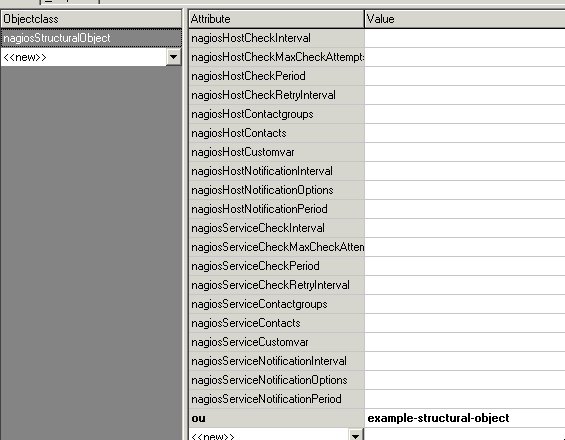 Objectclass
Attribute Value
nagiosStructuralObject
<<new>>
nagiosHostCheckInterval
nagiosHostCheckMaxCheckAttempt
nagiosHostCheckPeriod
nagiosHostCheckRetryInterval
nagiosHostContactgroups
nagiosHostContacts
nagiosHostCustomvar
nagiosHostNotificationInterval
nagiosHostNotificationOptions
nagiosHostNotificationPeriod
nagiosServiceCheckInterval
nagiosServiceCheckMaxCheckAtten
nagiosServiceCheckPeriod
nagiosServiceCheckRetryInterval
nagiosServiceContactgroups
nagiosServiceContacts
nagiosServiceCustomvar
nagiosServiceNotificationInterval
nagiosServiceNotificationOptions
nagiosServiceNotificationPeriod
ou example-structural-object
<<new>>